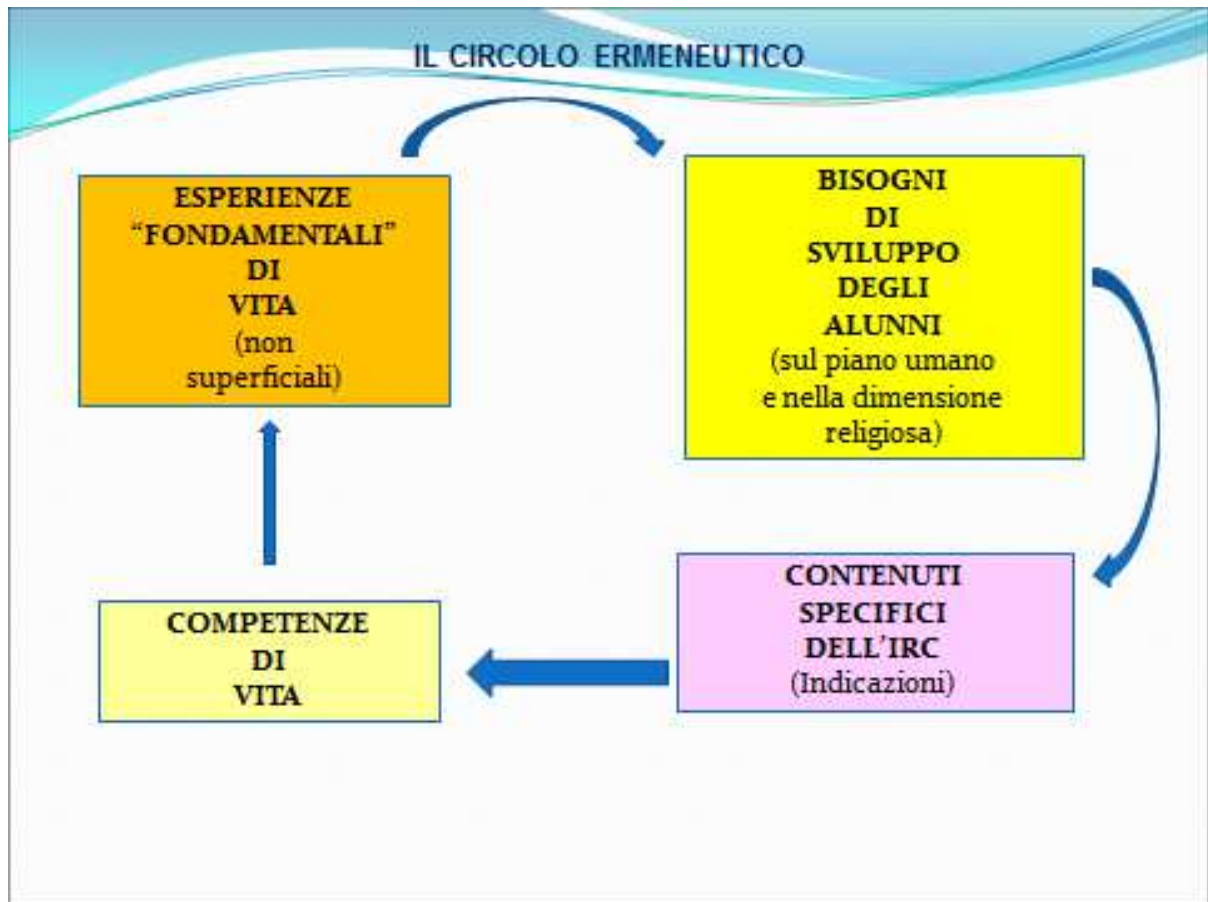 IL CIRCOLO ERMENEUTICO
ESPERIENZE
“FONDAMENTALI”
DI
VITA
(non
superficiali)
BISOGNI
DI
SVILUPPO
DEGLI
ALUNNI
(sul piano umano
e nella dimensione
religiosa)
CONTENUTI
SPECIFICI
DELL’IRC
(Indicazioni)
COMPETENZE
DI
VITA